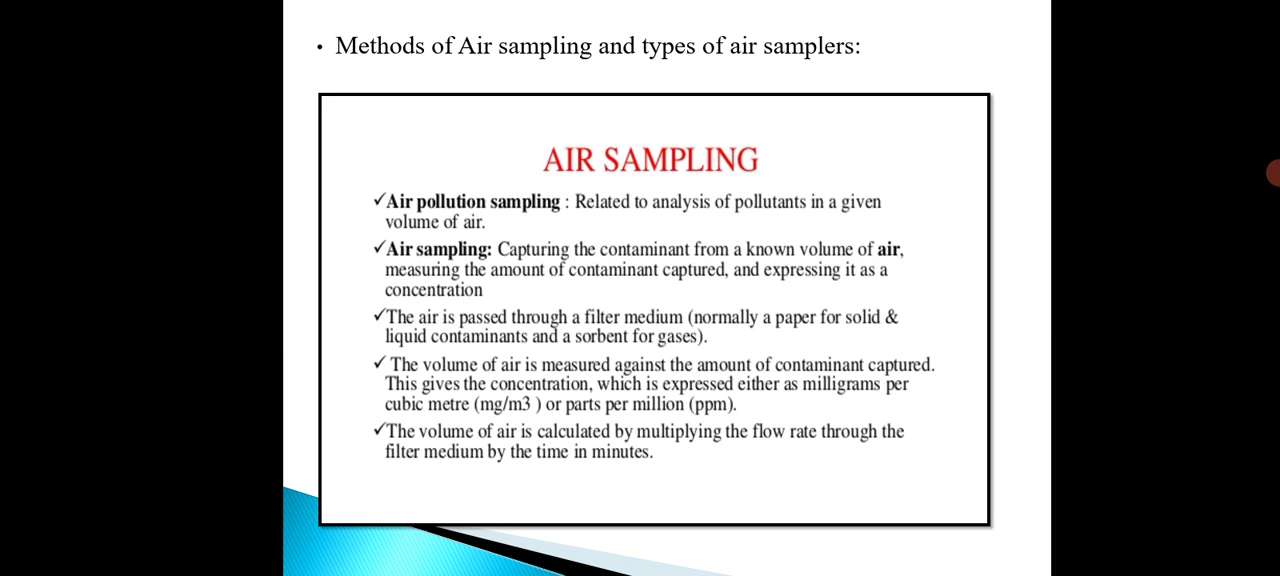 • Methods of Air sampling and types of air samplers:
AIR SAMPLING
✓Air pollution sampling : Related to analysis of pollutants in a given
volume of air.
✓Air sampling: Capturing the contaminant from a known volume of air,
measuring the amount of contaminant captured, and expressing it as a
concentration
✓The air is passed through a filter medium (normally a paper for solid &
liquid contaminants and a sorbent for gases).
✓ The volume of air is measured against the amount of contaminant captured.
This gives the concentration, which is expressed either as milligrams per
cubic metre (mg/m3 ) or parts per million (ppm).
✓The volume of air is calculated by multiplying the flow rate through the
filter medium by the time in minutes.